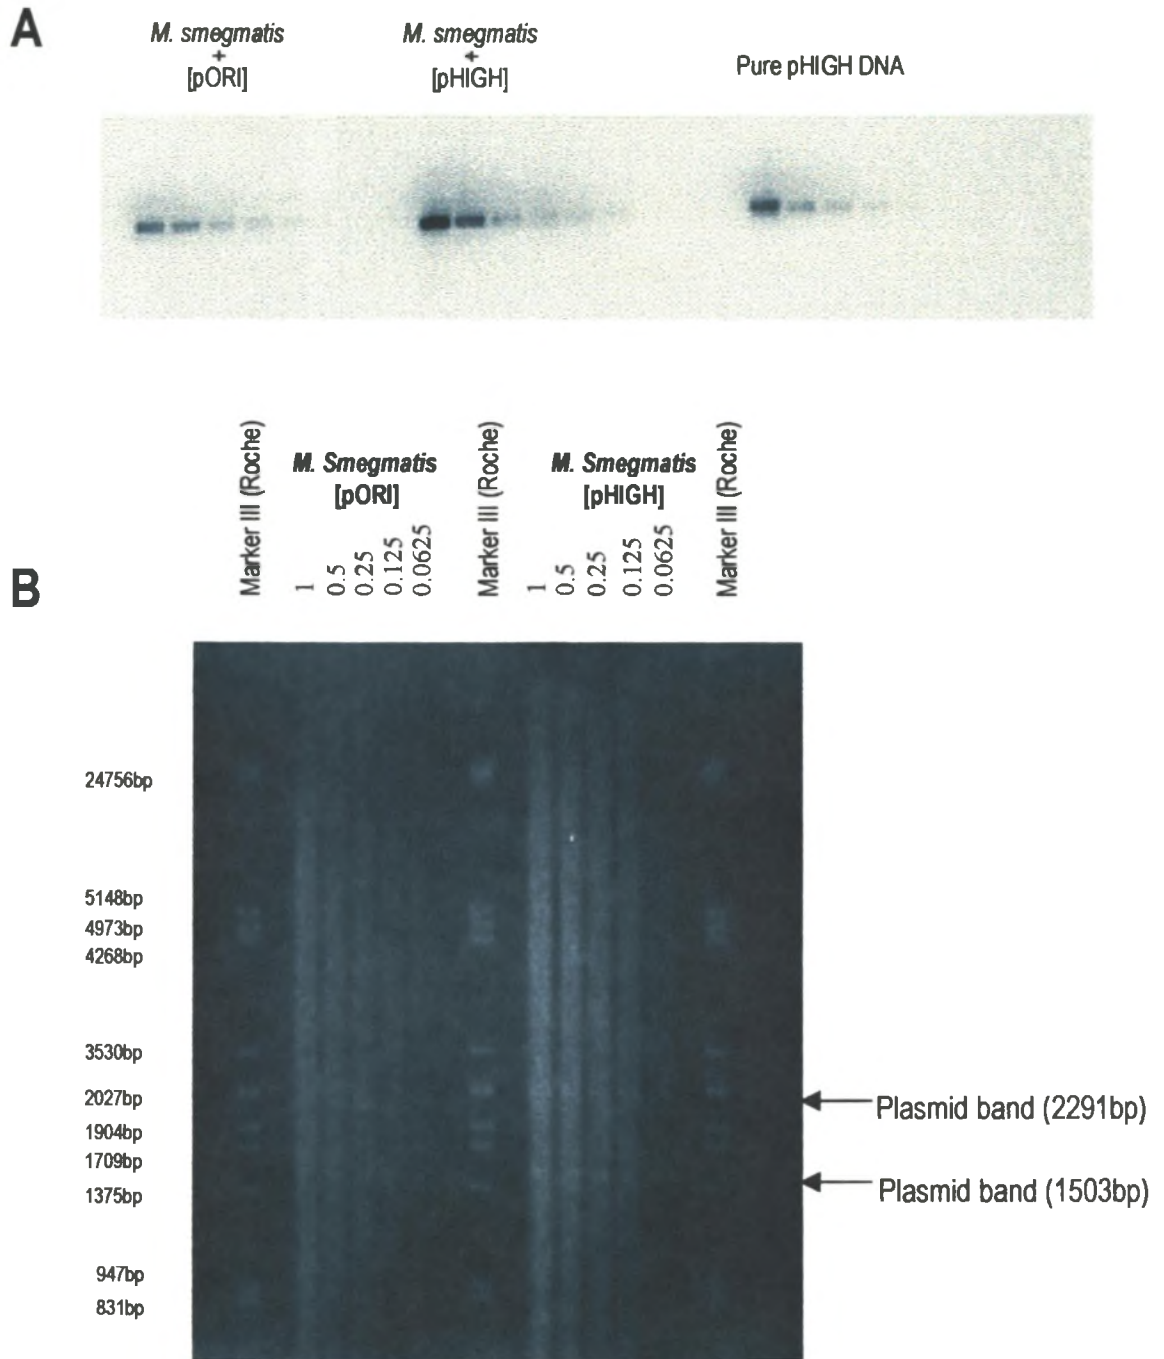 A
M. smegmatis
+
[pORI]
M. smegmatis
+
[pHIGH]
Pure pHIGH DNA
B
Marker III (Roche)
M. Smegmatis
[pORI]
1
0.5
0.25
0.125
0.0625
Marker III (Roche)
M. Smegmatis
[pHIGH]
1
0.5
0.25
0.125
0.0625
Marker III (Roche)
24756bp
5148bp
4973bp
4268bp
3530bp
2027bp
1904bp
1709bp
1375bp
947bp
831bp
Plasmid band (2291bp)
Plasmid band (1503bp)